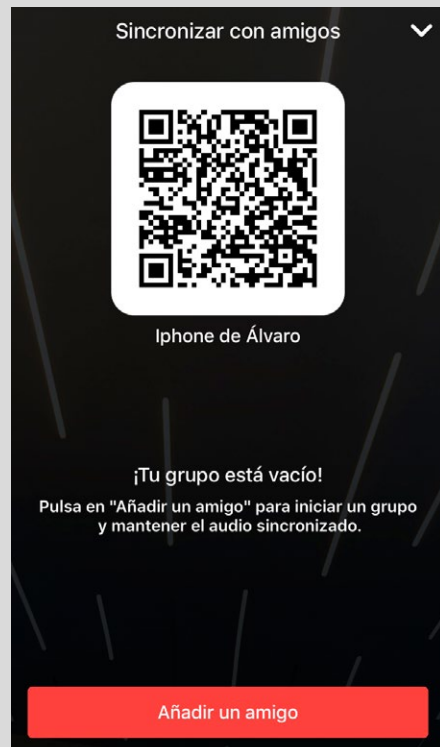 Sincronizar con amigos
Iphone de Álvaro
¡Tu grupo está vacío!
Pulsa en "Añadir un amigo" para iniciar un grupo
y mantener el audio sincronizado.
Añadir un amigo